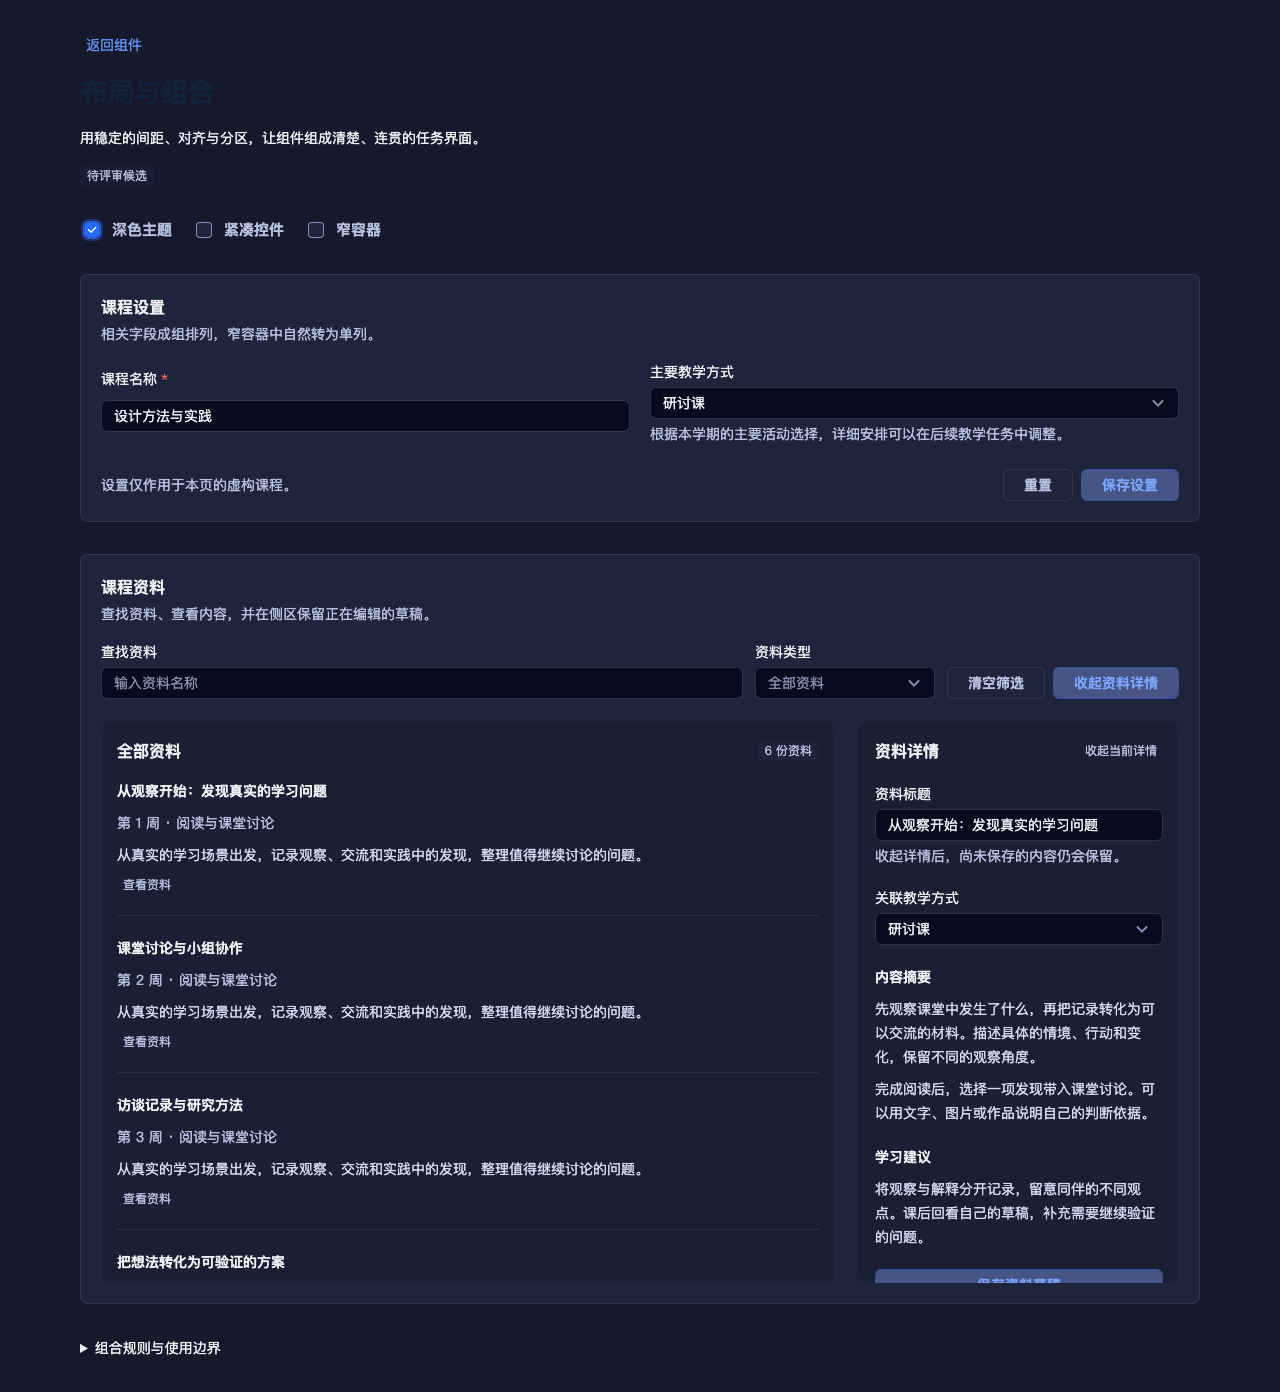 返回组件
布局与组合
用稳定的间距、对齐与分区，让组件组成清楚、连贯的任务界面。
待评审候选
深色主题 紧凑控件 窄容器
课程设置
相关字段成组排列，窄容器中自然转为单列。
课程名称 *
设计方法与实践
主要教学方式
研讨课
根据本学期的主要活动选择，详细安排可以在后续教学任务中调整。
设置仅作用于本页的虚构课程。
重置 保存设置
课程资料
查找资料、查看内容，并在侧区保留正在编辑的草稿。
查找资料 资料类型
输入资料名称 全部资料 清空筛选 收起资料详情
全部资料 6 份资料
从观察开始：发现真实的学习问题
第 1 周 · 阅读与课堂讨论
从真实的学习场景出发，记录观察、交流和实践中的发现，整理值得继续讨论的问题。
查看资料
课堂讨论与小组协作
第 2 周 · 阅读与课堂讨论
从真实的学习场景出发，记录观察、交流和实践中的发现，整理值得继续讨论的问题。
查看资料
访谈记录与研究方法
第 3 周 · 阅读与课堂讨论
从真实的学习场景出发，记录观察、交流和实践中的发现，整理值得继续讨论的问题。
查看资料
把想法转化为可验证的方案
资料详情 收起当前详情
资料标题
从观察开始：发现真实的学习问题
收起详情后，尚未保存的内容仍会保留。
关联教学方式
研讨课
内容摘要
先观察课堂中发生了什么，再把记录转化为可
以交流的材料。描述具体的情境、行动和变
化，保留不同的观察角度。
完成阅读后，选择一项发现带入课堂讨论。可
以用文字、图片或作品说明自己的判断依据。
学习建议
将观察与解释分开记录，留意同伴的不同观
点。课后回看自己的草稿，补充需要继续验证
的问题。
保存资料草稿
组合规则与使用边界